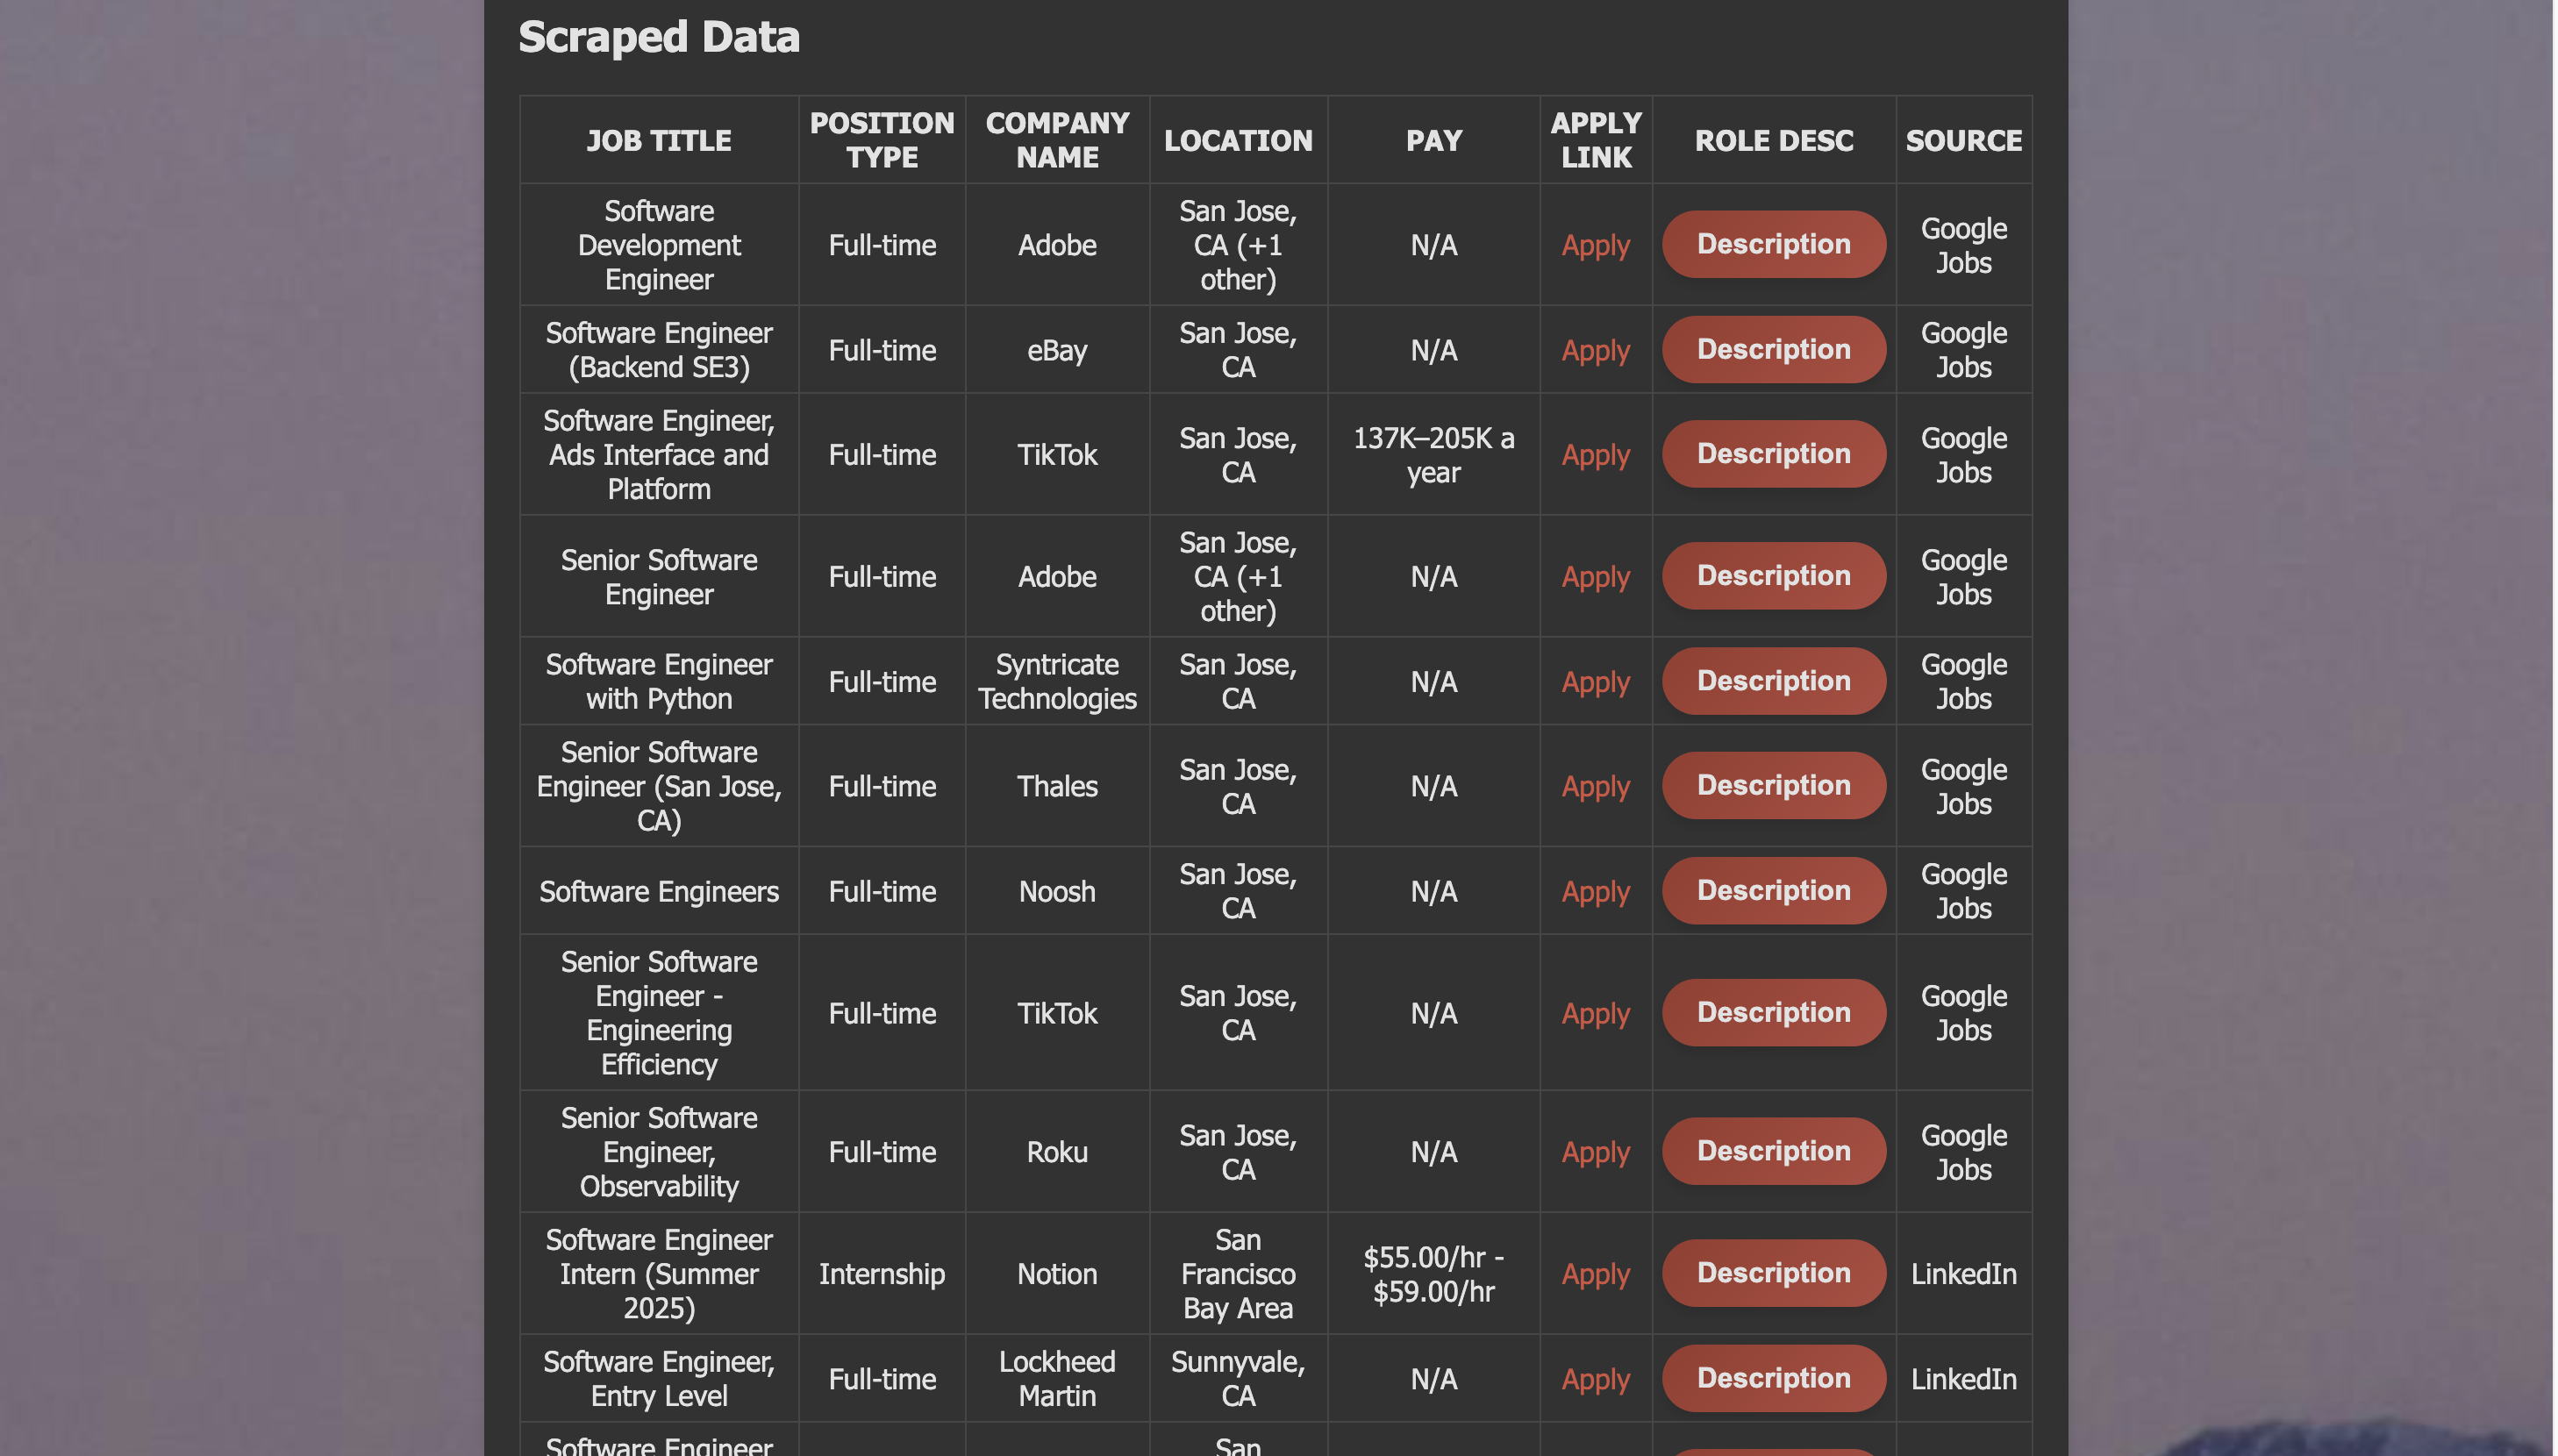 Scraped Data
JOB TITLE
POSITION
TYPE
COMPANY
NAME
LOCATION
PAY
APPLY
LINK
ROLE DESC
SOURCE
Software
Development
Engineer
Full-time
Adobe
San Jose,
CA (+1
other)
N/A
Apply
Description
Google
Jobs
Software Engineer
(Backend SE3)
Full-time
eBay
San Jose,
CA
N/A
Apply
Description
Google
Jobs
Software Engineer,
Ads Interface and
Platform
Full-time
TikTok
San Jose,
CA
137K–205K a
year
Apply
Description
Google
Jobs
Senior Software
Engineer
Full-time
Adobe
San Jose,
CA (+1
other)
N/A
Apply
Description
Google
Jobs
Software Engineer
with Python
Full-time
Syntricate
Technologies
San Jose,
CA
N/A
Apply
Description
Google
Jobs
Senior Software
Engineer (San Jose,
CA)
Full-time
Thales
San Jose,
CA
N/A
Apply
Description
Google
Jobs
Software Engineers
Full-time
Noosh
San Jose,
CA
N/A
Apply
Description
Google
Jobs
Senior Software
Engineer -
Engineering
Efficiency
Full-time
TikTok
San Jose,
CA
N/A
Apply
Description
Google
Jobs
Senior Software
Engineer,
Observability
Full-time
Roku
San Jose,
CA
N/A
Apply
Description
Google
Jobs
Software Engineer
Intern (Summer
2025)
Internship
Notion
San
Francisco
Bay Area
$55.00/hr -
$59.00/hr
Apply
Description
LinkedIn
Software Engineer,
Entry Level
Full-time
Lockheed
Martin
Sunnyvale,
CA
N/A
Apply
Description
LinkedIn
Software Engineer
San